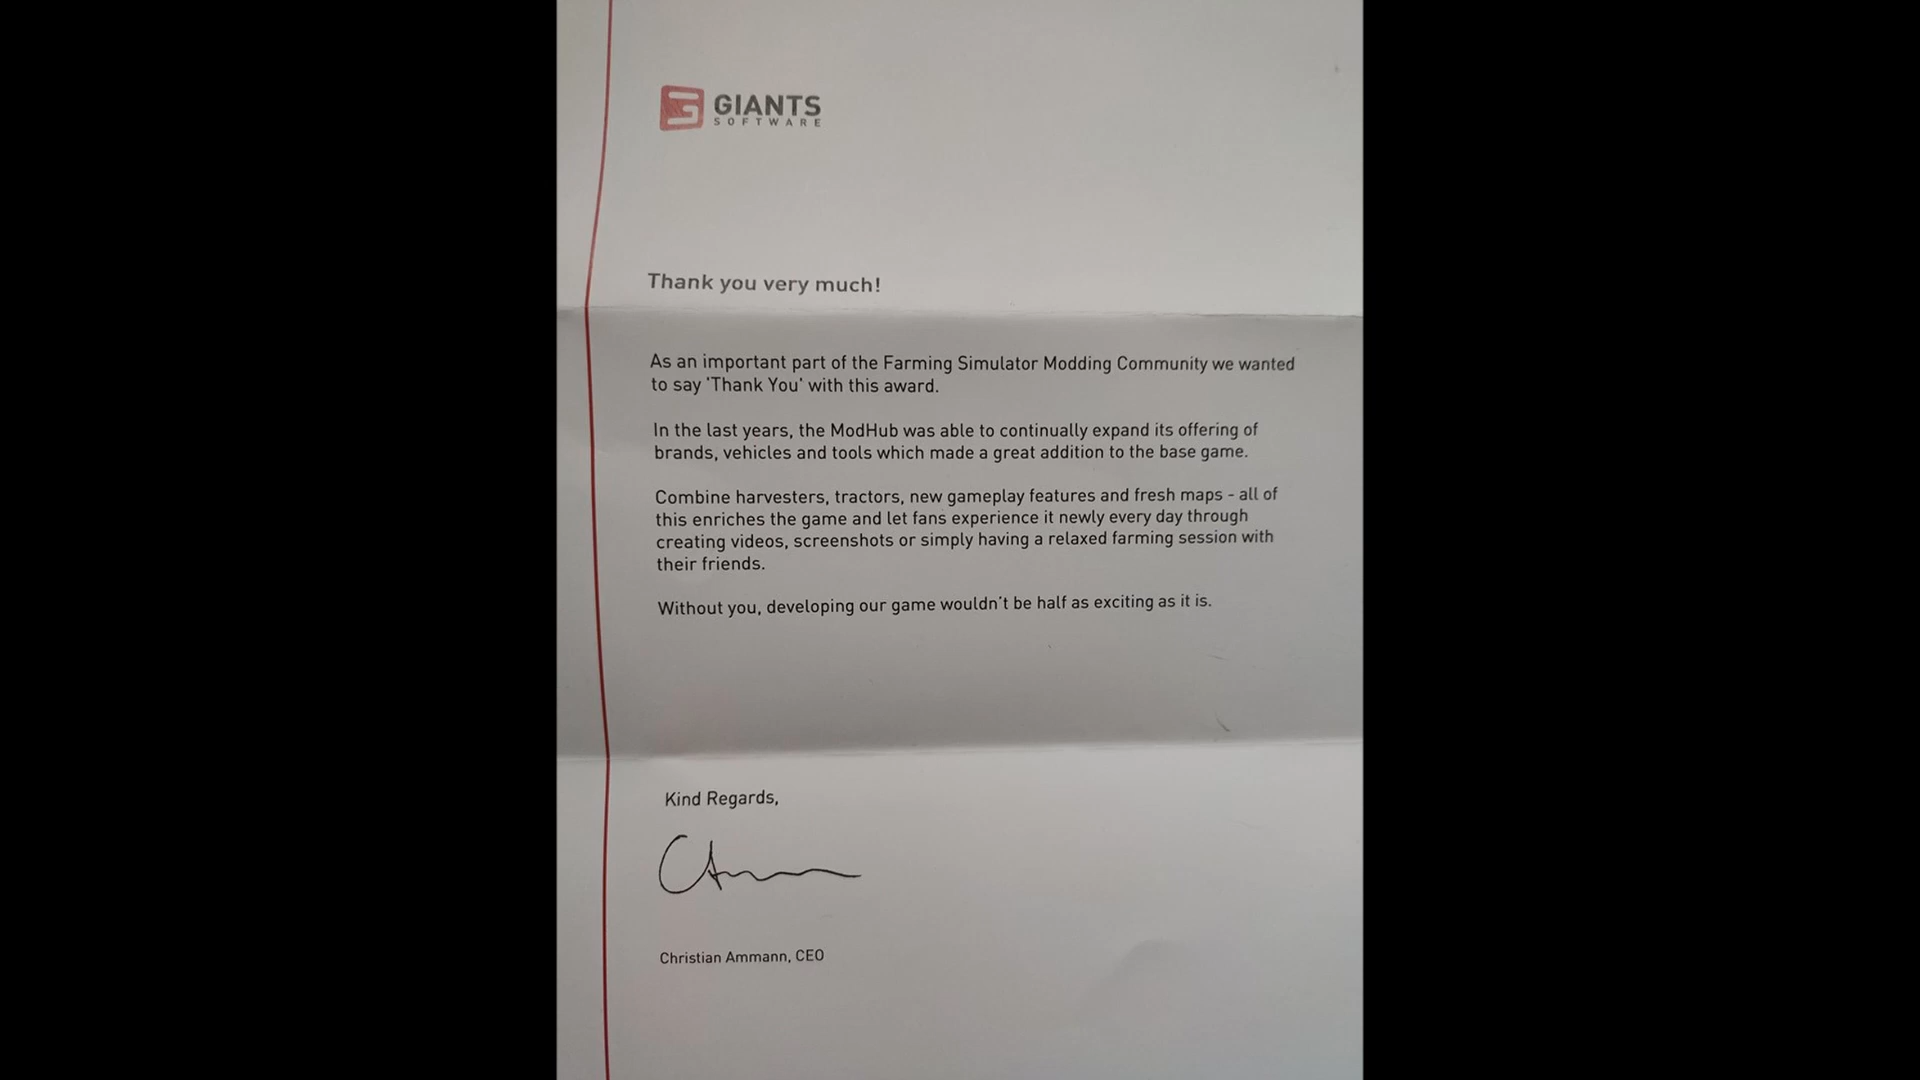 GIANTS
SOFTWARE
Thank you very much!
As an important part of the Farming Simulator Modding Community we wanted
to say 'Thank You' with this award.
In the last years, the ModHub was able to continually expand its offering of
brands, vehicles and tools which made a great addition to the base game.
Combine harvesters, tractors, new gameplay features and fresh maps - all of
this enriches the game and let fans experience it newly every day through
creating videos, screenshots or simply having a relaxed farming session with
their friends.
Without you, developing our game wouldn't be half as exciting as it is.
Kind Regards,
Christian Ammann, CEO